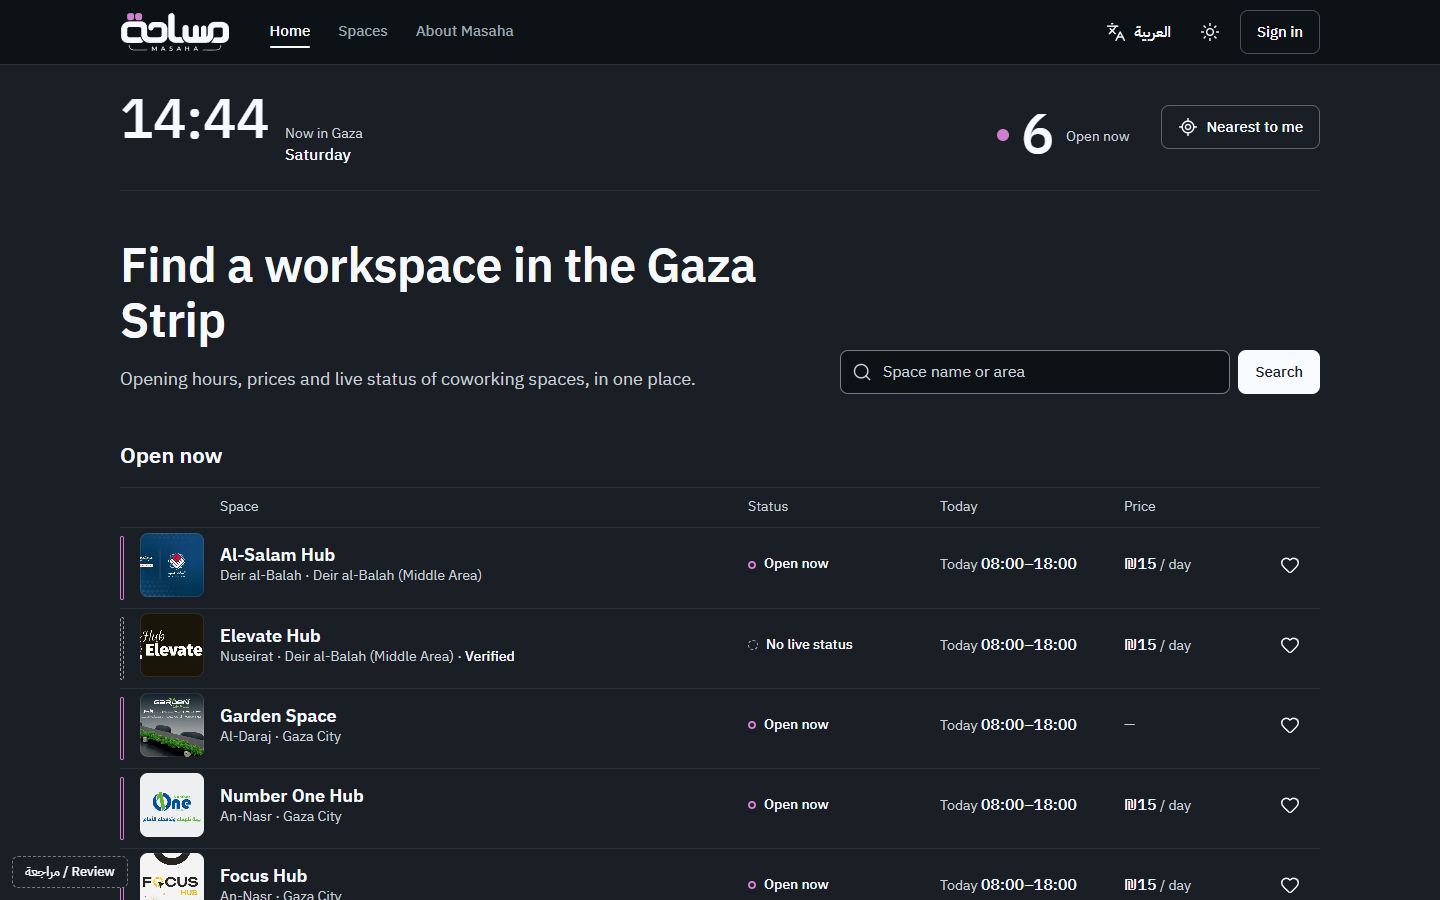 مساحة
MASAHA
Home
Spaces
About Masaha
العربية
Sign in
14:44
Now in Gaza
Saturday
6
Open now
Nearest to me
Find a workspace in the Gaza
Strip
Opening hours, prices and live status of coworking spaces, in one place.
Space name or area
Search
Open now
Space
Status
Today
Price
Al-Salam Hub
Deir al-Balah · Deir al-Balah (Middle Area)
Open now
Today 08:00–18:00
₪15 / day
Hub
Elevate
Elevate Hub
Nuseirat · Deir al-Balah (Middle Area) · Verified
No live status
Today 08:00–18:00
₪15 / day
GARDEN
Garden Space
Al-Daraj · Gaza City
Open now
Today 08:00–18:00
–
One
Number One Hub
An-Nasr · Gaza City
Open now
Today 08:00–18:00
₪15 / day
FOCUS
HUB
Focus Hub
An-Nasr · Gaza City
Open now
Today 08:00–18:00
₪15 / day
مراجعة / Review